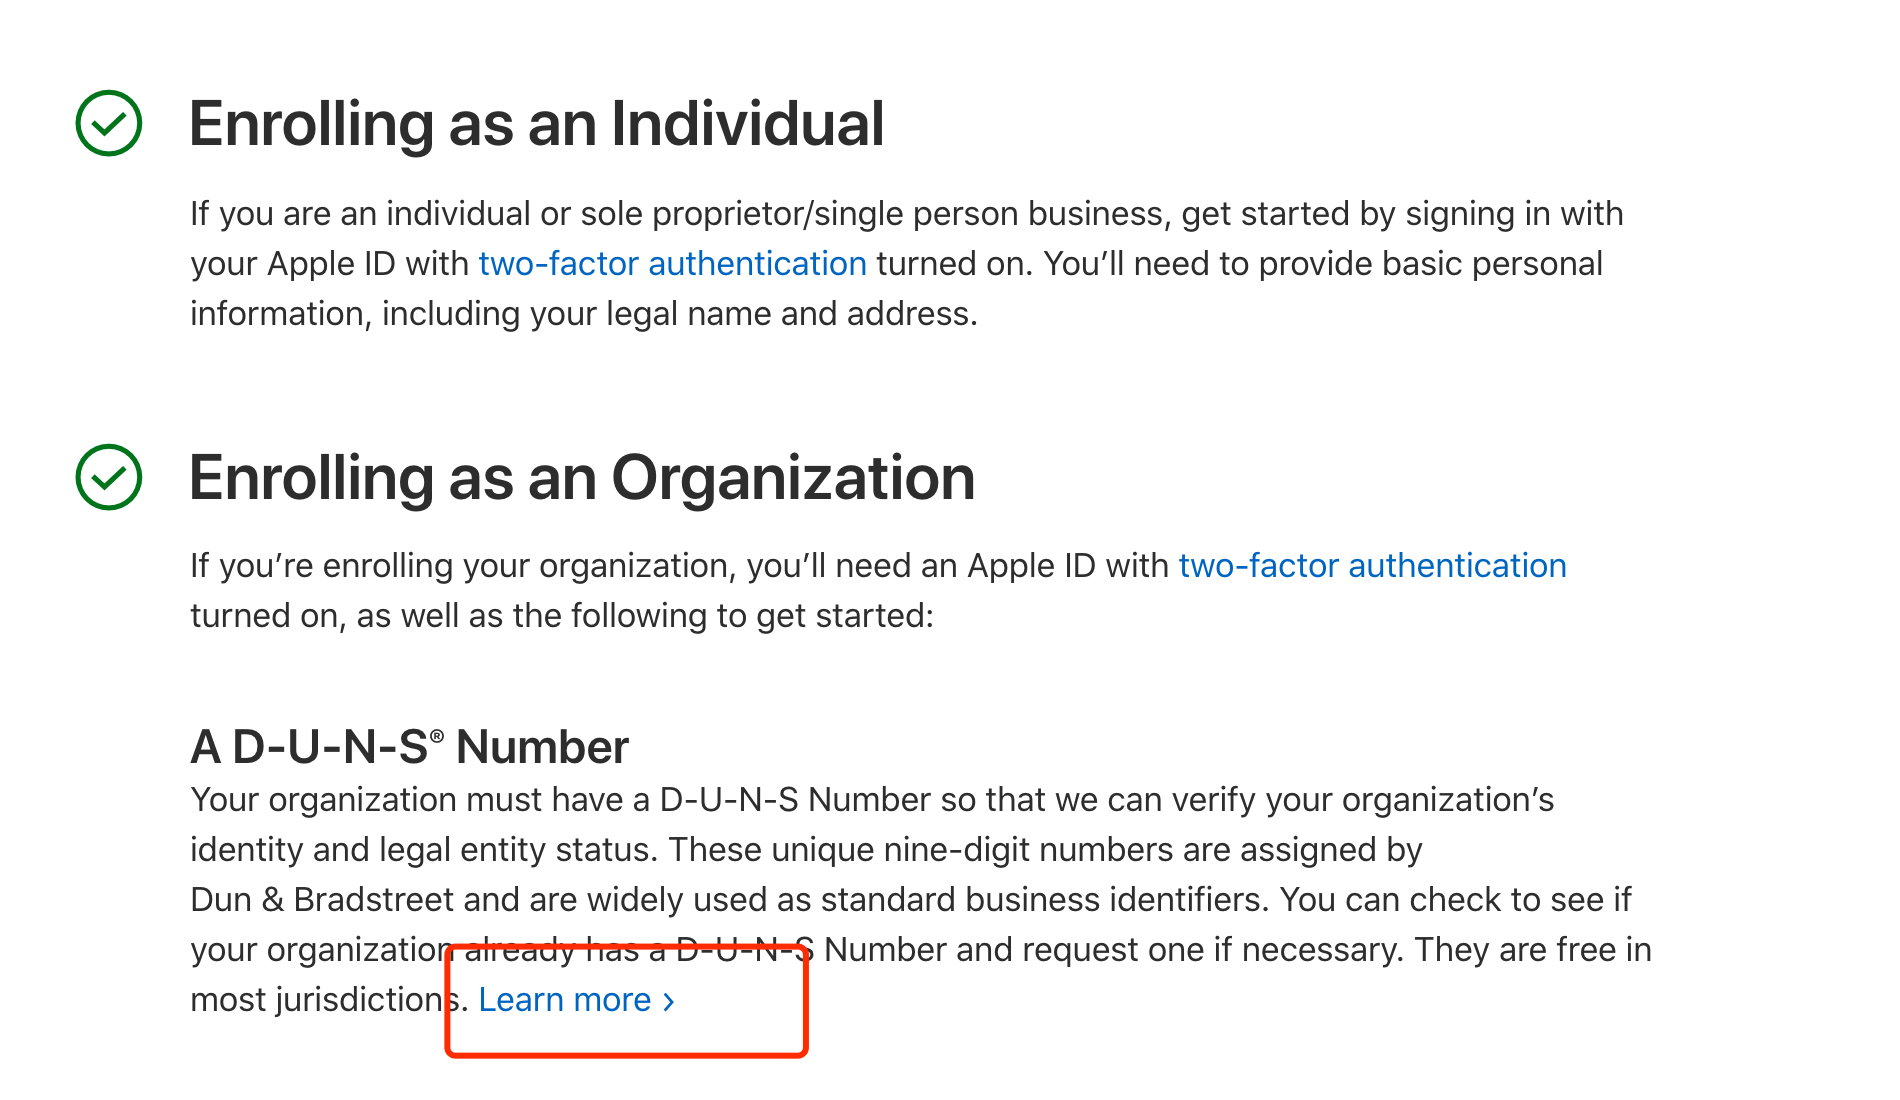 Enrolling as an Individual
If you are an individual or sole proprietor/single person business, get started by signing in with
your Apple ID with two-factor authentication turned on. You’ll need to provide basic personal
information, including your legal name and address.
Enrolling as an Organization
If you’re enrolling your organization, you’ll need an Apple ID with two-factor authentication
turned on, as well as the following to get started:
A D-U-N-S® Number
Your organization must have a D-U-N-S Number so that we can verify your organization’s
identity and legal entity status. These unique nine-digit numbers are assigned by
Dun & Bradstreet and are widely used as standard business identifiers. You can check to see if
your organization already has a D-U-N-S Number and request one if necessary. They are free in
most jurisdictions. Learn more ›